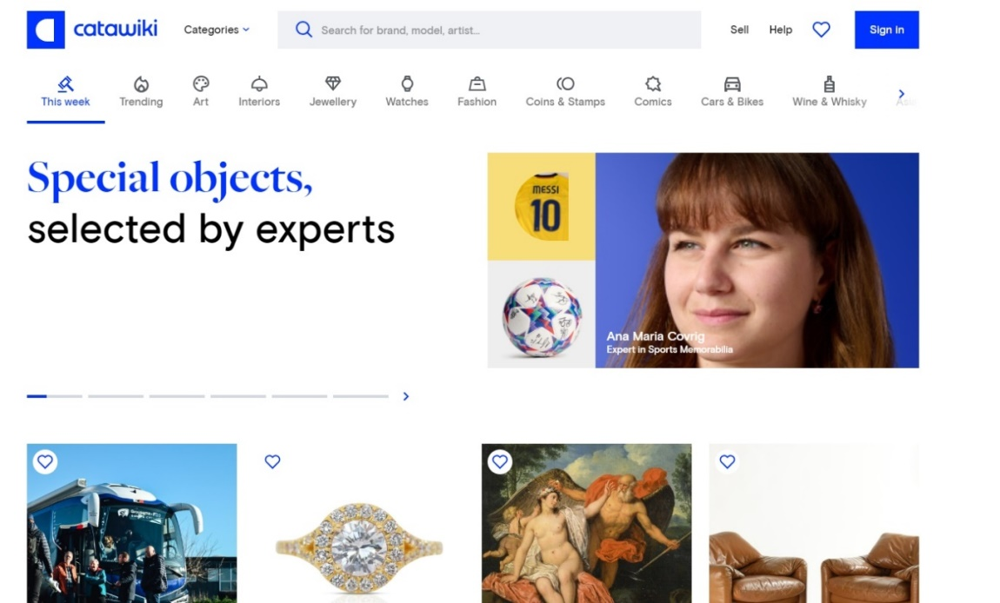 catawiki
Categories
Search for brand, model, artist...
Sell
Help
Sign in
This week
Trending
Art
Interiors
Jewellery
Watches
Fashion
Coins & Stamps
Comics
Cars & Bikes
Wine & Whisky
Special objects,
selected by experts
MESSI
10
Ana Maria Covrig
Expert in Sports Memorabilia